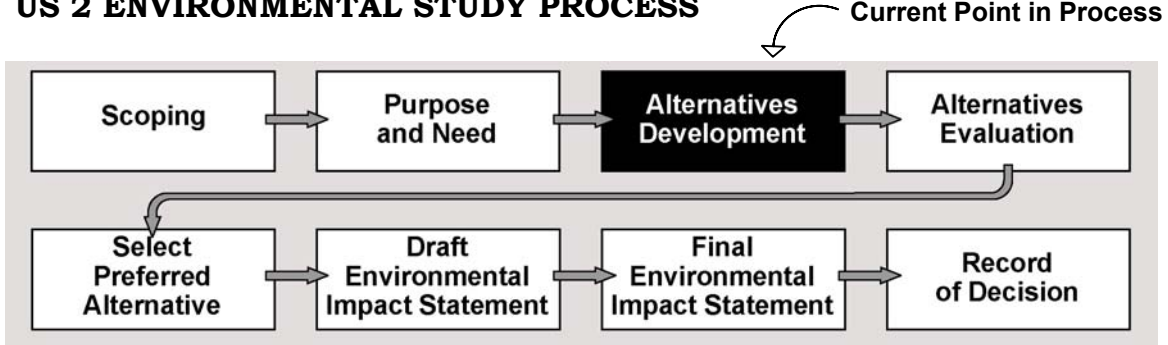 US 2 ENVIRONMENTAL STUDY PROCESS
Current Point in Process
Scoping
Purpose
and Need
Alternatives
Development
Alternatives
Evaluation
Select
Preferred
Alternative
Draft
Environmental
Impact Statement
Final
Environmental
Impact Statement
Record
of Decision